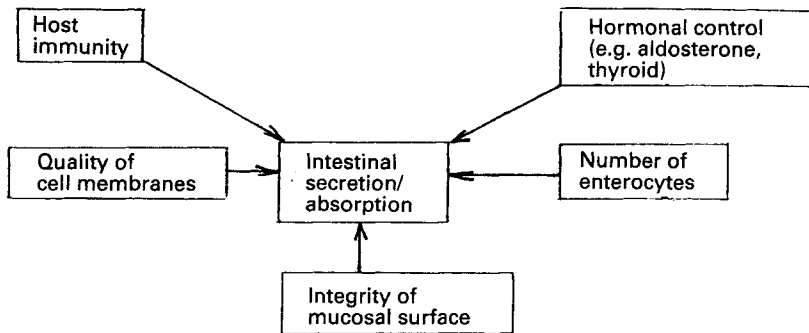 Host
immunity
Hormonal control
(e.g. aldosterone,
thyroid)
Quality of
cell membranes
Intestinal
secretion/
absorption
Number of
enterocytes
Integrity of
mucosal surface